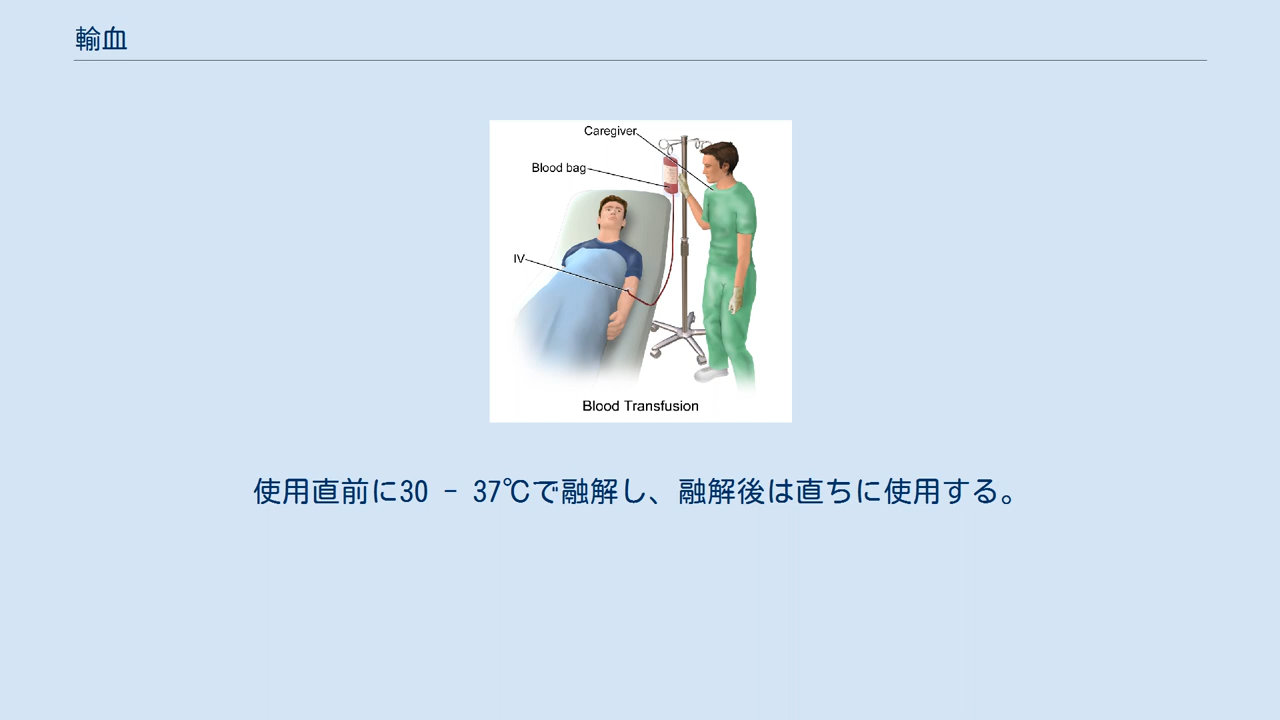 輸血
Caregiver
Blood bag
IV
Blood Transfusion
使用直前に30 - 37℃で融解し、融解後は直ちに使用する。